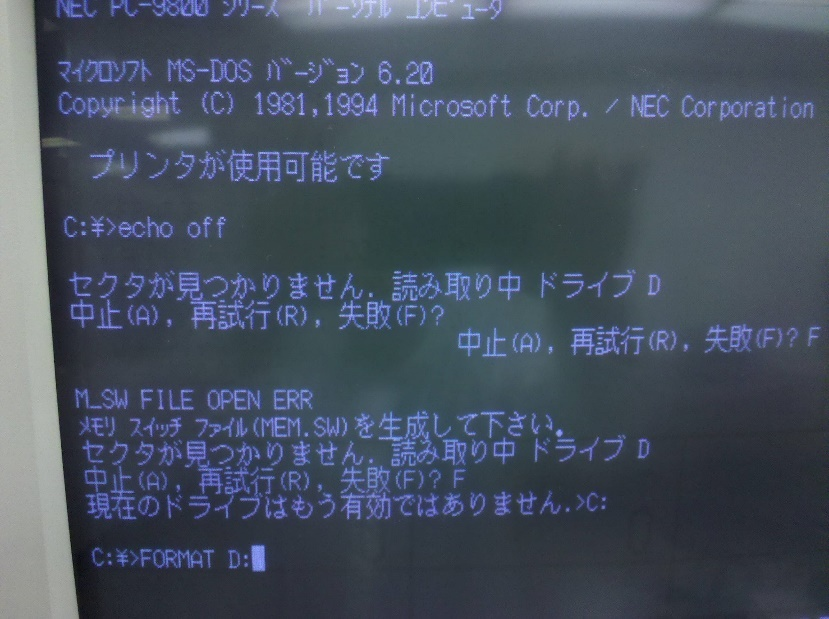 NEC PC-9800 シリーズ パーソナル コンピュータ
マイクロソフト MS-DOS バージョン 6.20
Copyright (C) 1981,1994 Microsoft Corp. / NEC Corporation
プリンタが使用可能です
C:¥>echo off
セクタが見つかりません. 読み取り中 ドライブ D
中止(A), 再試行(R), 失敗(F)?
中止(A), 再試行(R), 失敗(F)? F
M_SW FILE OPEN ERR
メモリ スイッチ ファイル(MEM.SW)を生成して下さい。
セクタが見つかりません. 読み取り中 ドライブ D
中止(A), 再試行(R), 失敗(F)? F
現在のドライブはもう有効ではありません.>C:
C:¥>FORMAT D: